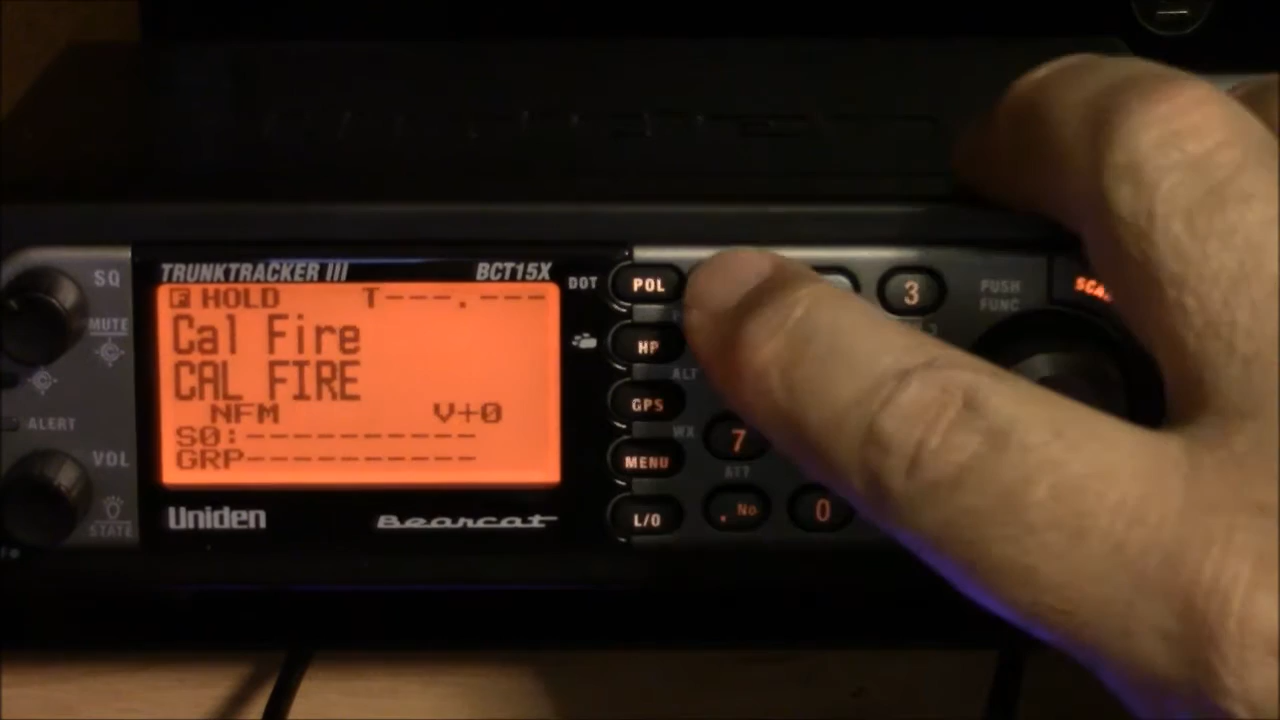 SQ
MUTE
ALERT
VOL
STATE
TRUNKTRACKER III
BCT15X
F HOLD T---.---
Cal Fire
CAL FIRE
NFM V+0
S0:----------
GRP----------
Uniden
Bearcat
DOT
POL
HP
ALT
GPS
WX
MENU
ATT
L/O
3
7
. No
0
PUSH
FUNC